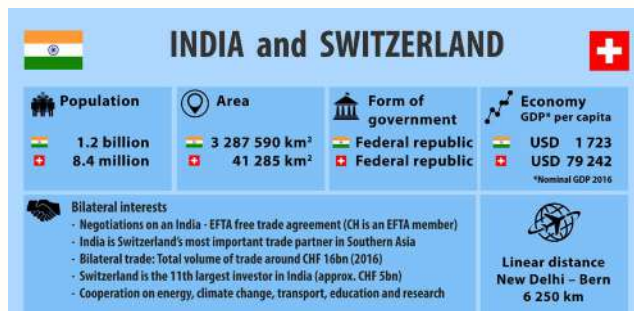 INDIA and SWITZERLAND
Population
1.2 billion
8.4 million
Area
3 287 590 km²
41 285 km²
Form of
government
Federal republic
Federal republic
Economy
GDP* per capita
USD 1 723
USD 79 242
*Nominal GDP 2016
Bilateral interests
- Negotiations on an India - EFTA free trade agreement (CH is an EFTA member)
- India is Switzerland's most important trade partner in Southern Asia
- Bilateral trade: Total volume of trade around CHF 16bn (2016)
- Switzerland is the 11th largest investor in India (approx. CHF 5bn)
- Cooperation on energy, climate change, transport, education and research
Linear distance
New Delhi – Bern
6 250 km